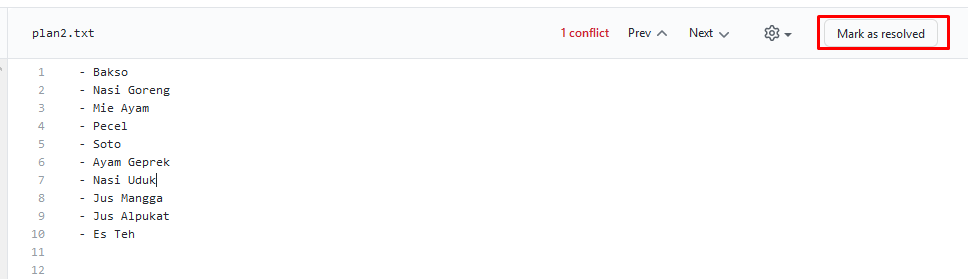 plan2.txt 1 conflict Prev Next Mark as resolved
1 - Bakso
2 - Nasi Goreng
3 - Mie Ayam
4 - Pecel
5 - Soto
6 - Ayam Geprek
7 - Nasi Uduk
8 - Jus Mangga
9 - Jus Alpukat
10 - Es Teh
11
12